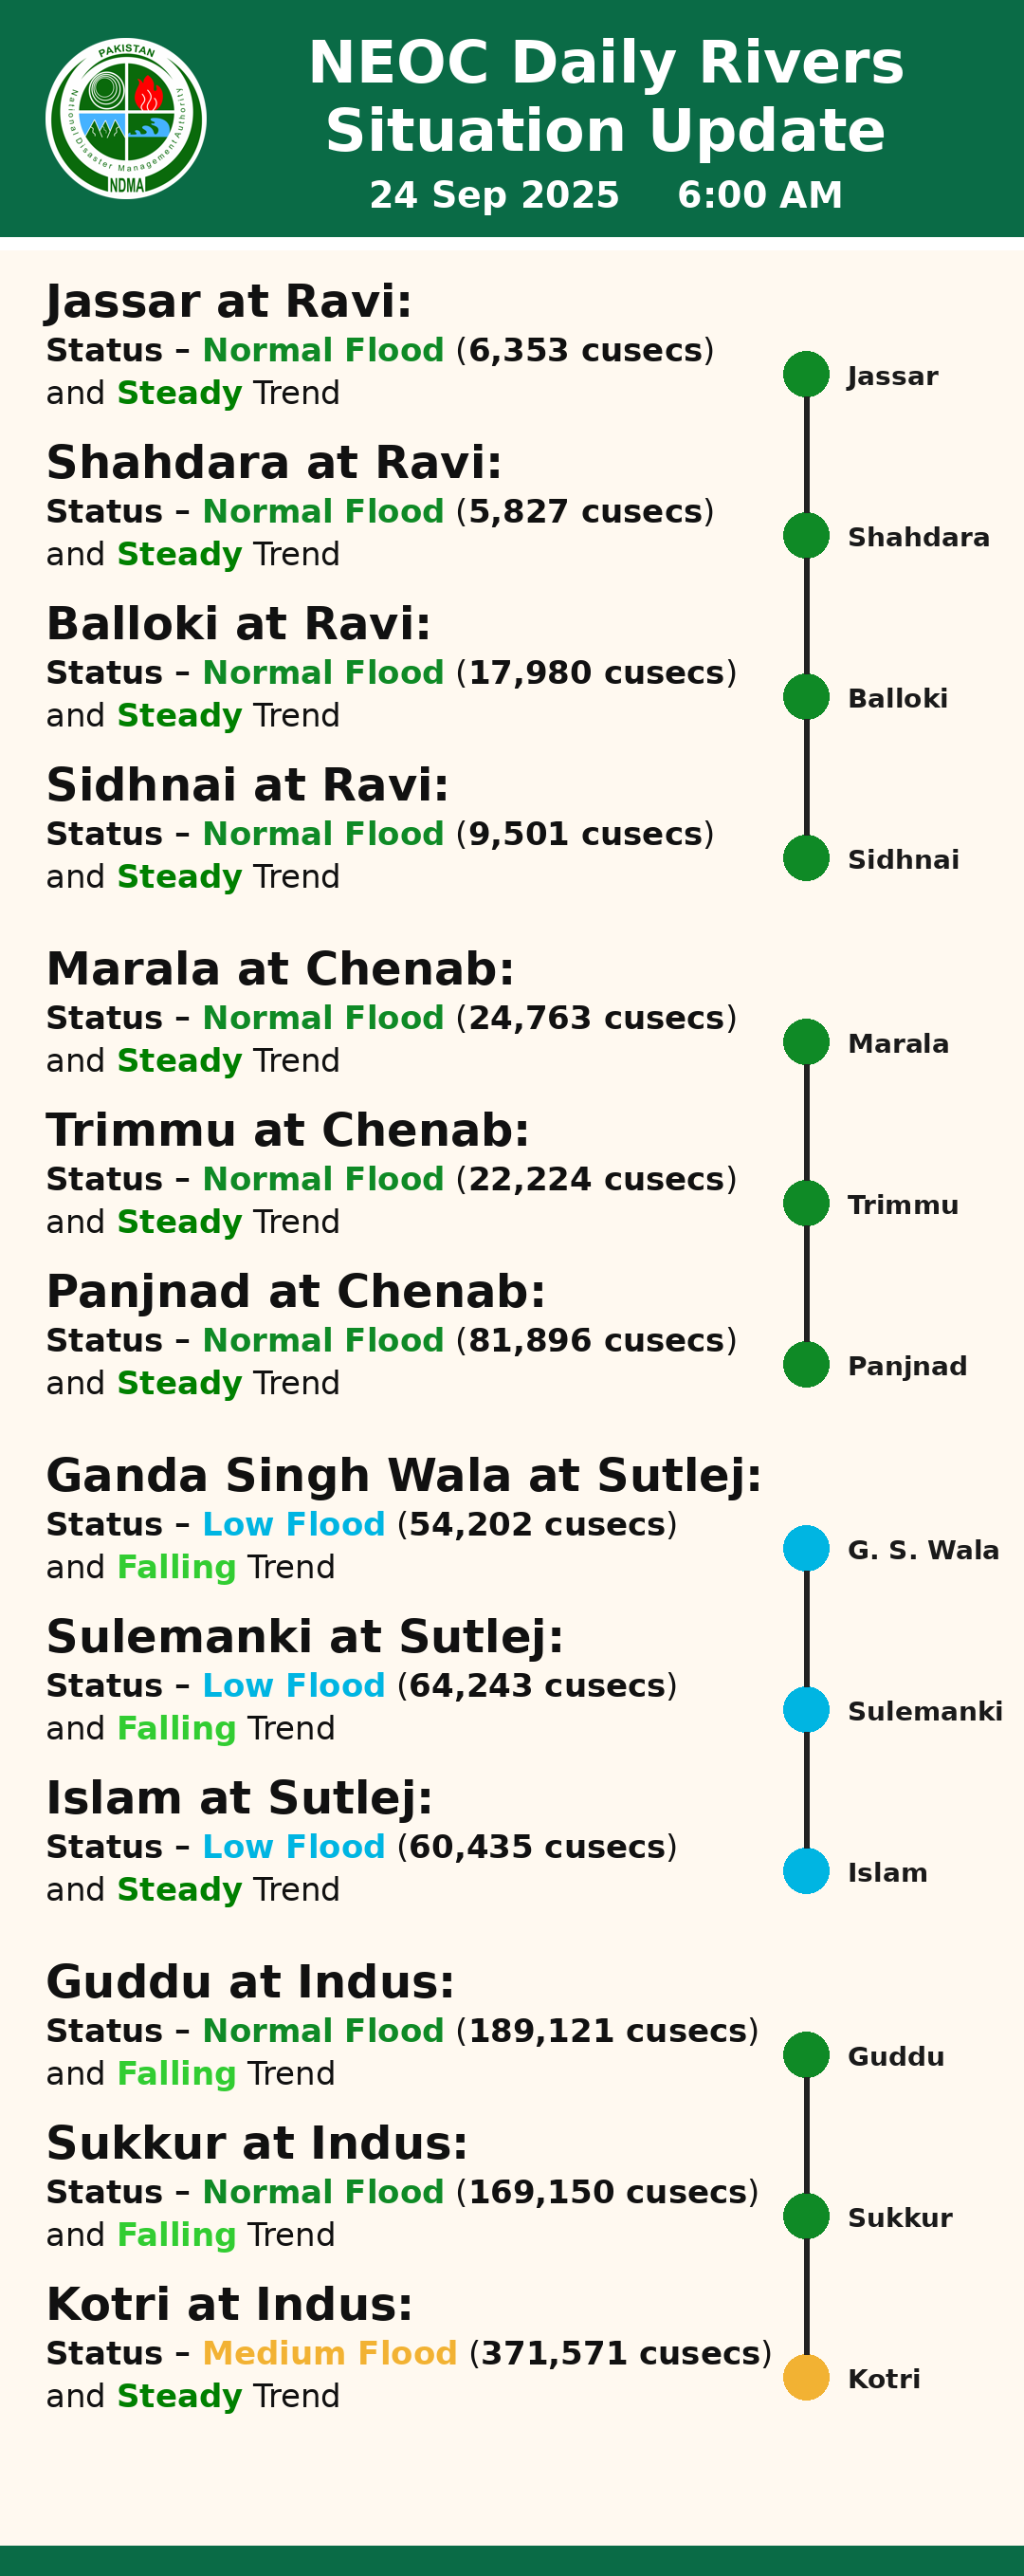 PAKISTAN
National Disaster Management Authority
NDMA
NEOC Daily Rivers
Situation Update
24 Sep 2025 6:00 AM
Jassar at Ravi:
Status – Normal Flood (6,353 cusecs)
and Steady Trend
Jassar
Shahdara at Ravi:
Status – Normal Flood (5,827 cusecs)
and Steady Trend
Shahdara
Balloki at Ravi:
Status – Normal Flood (17,980 cusecs)
and Steady Trend
Balloki
Sidhnai at Ravi:
Status – Normal Flood (9,501 cusecs)
and Steady Trend
Sidhnai
Marala at Chenab:
Status – Normal Flood (24,763 cusecs)
and Steady Trend
Marala
Trimmu at Chenab:
Status – Normal Flood (22,224 cusecs)
and Steady Trend
Trimmu
Panjnad at Chenab:
Status – Normal Flood (81,896 cusecs)
and Steady Trend
Panjnad
Ganda Singh Wala at Sutlej:
Status – Low Flood (54,202 cusecs)
and Falling Trend
G. S. Wala
Sulemanki at Sutlej:
Status – Low Flood (64,243 cusecs)
and Falling Trend
Sulemanki
Islam at Sutlej:
Status – Low Flood (60,435 cusecs)
and Steady Trend
Islam
Guddu at Indus:
Status – Normal Flood (189,121 cusecs)
and Falling Trend
Guddu
Sukkur at Indus:
Status – Normal Flood (169,150 cusecs)
and Falling Trend
Sukkur
Kotri at Indus:
Status – Medium Flood (371,571 cusecs)
and Steady Trend
Kotri